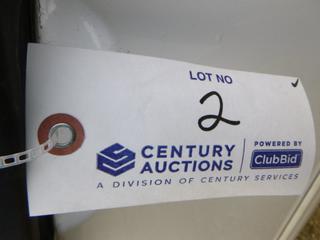 LOT NO
2
CENTURY AUCTIONS
POWERED BY
ClubBid
A DIVISION OF CENTURY SERVICES